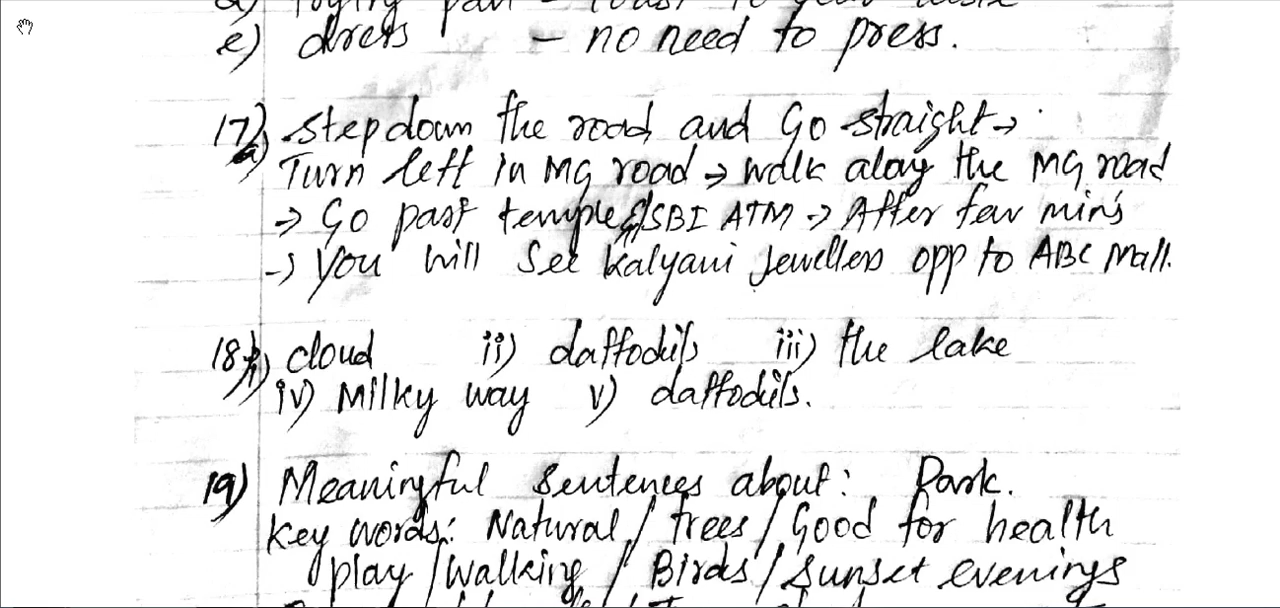 e) dress – no need to press.
17) a) Step down the road and Go straight →
Turn left in MG road → walk along the MG road
→ Go past temple & SBI ATM → After few mins
→ You will See Kalyani Jewellers opp to ABC Mall.
18) i) cloud ii) daffodils iii) the lake
iv) Milky way v) daffodils.
19) Meaningful sentences about: Park.
Key words: Natural / trees / Good for health
play / walking / Birds / sunset evenings